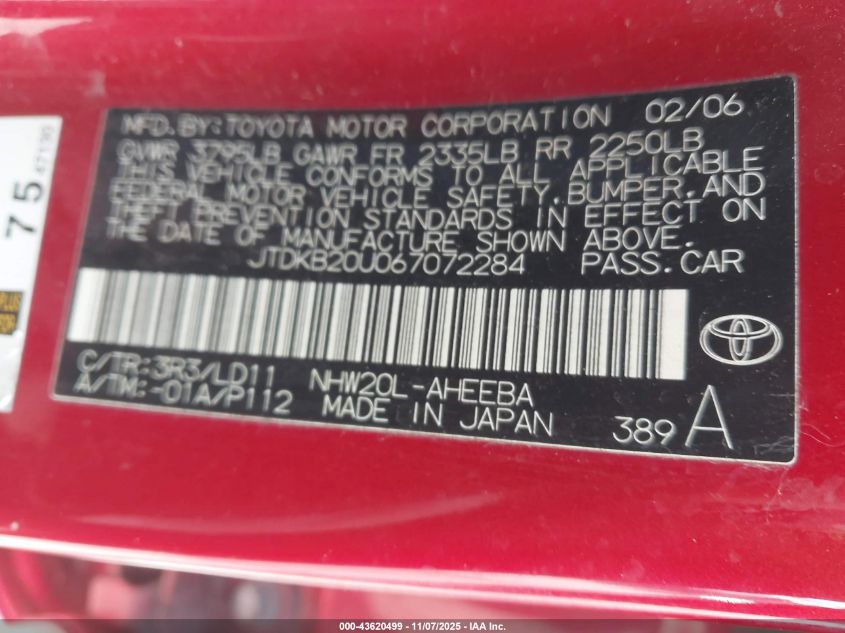 MFD.BY:TOYOTA MOTOR CORPORATION 02/06
GVWR 3795LB GAWR FR 2335LB RR 2250LB
THIS VEHICLE CONFORMS TO ALL APPLICABLE
FEDERAL MOTOR VEHICLE SAFETY,BUMPER,AND
THEFT PREVENTION STANDARDS IN EFFECT ON
THE DATE OF MANUFACTURE SHOWN ABOVE.
JTDKB20U067072284 PASS.CAR
C/TR:3R3/LD11 NHW20L-AHEEBA
A/TM:-01A/P112 MADE IN JAPAN 389 A
75
47190
PLUS
000-43620499 - 11/07/2025 - IAA Inc.